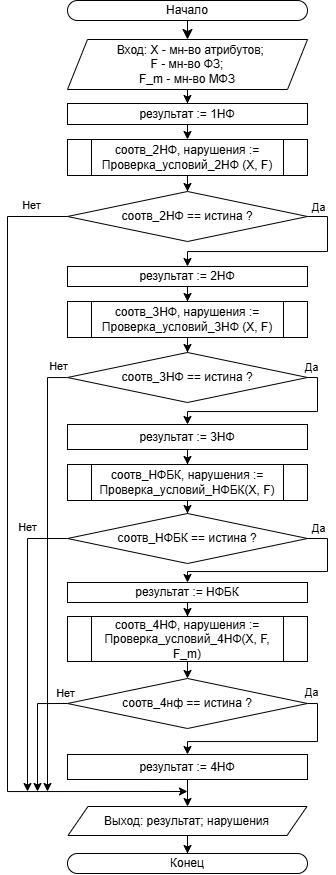 Начало
Вход: X - мн-во атрибутов;
F - мн-во ФЗ;
F_m - мн-во МФЗ
результат := 1НФ
соотв_2НФ, нарушения :=
Проверка_условий_2НФ (X, F)
соотв_2НФ == истина ?
Нет
Да
результат := 2НФ
соотв_3НФ, нарушения :=
Проверка_условий_3НФ (X, F)
соотв_3НФ == истина ?
Нет
Да
результат := 3НФ
соотв_НФБК, нарушения :=
Проверка_условий_НФБК(X, F)
соотв_НФБК == истина ?
Нет
Да
результат := НФБК
соотв_4НФ, нарушения :=
Проверка_условий_4НФ(X, F,
F_m)
соотв_4нф == истина ?
Нет
Да
результат := 4НФ
Выход: результат; нарушения
Конец